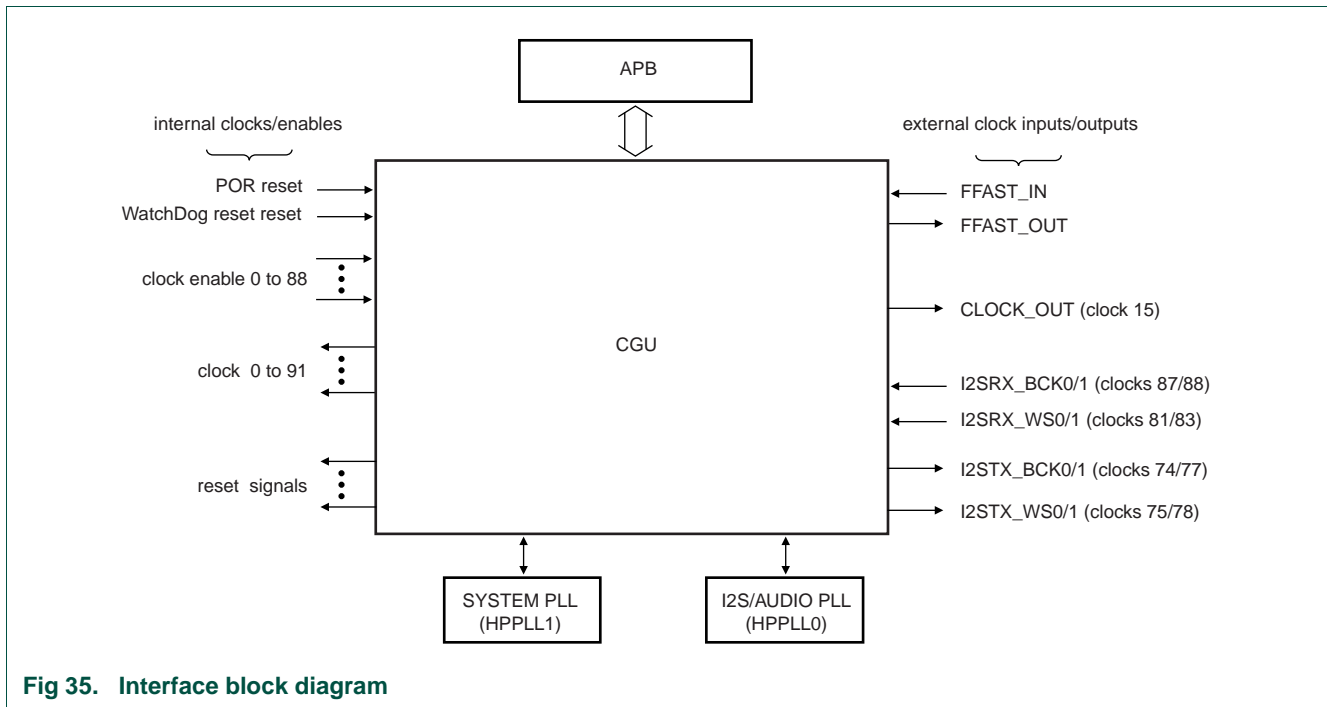 APB
internal clocks/enables
external clock inputs/outputs
POR reset
WatchDog reset reset
clock enable 0 to 88
clock 0 to 91
reset signals
CGU
FFAST_IN
FFAST_OUT
CLOCK_OUT (clock 15)
I2SRX_BCK0/1 (clocks 87/88)
I2SRX_WS0/1 (clocks 81/83)
I2STX_BCK0/1 (clocks 74/77)
I2STX_WS0/1 (clocks 75/78)
SYSTEM PLL
(HPPLL1)
I2S/AUDIO PLL
(HPPLL0)
Fig 35. Interface block diagram